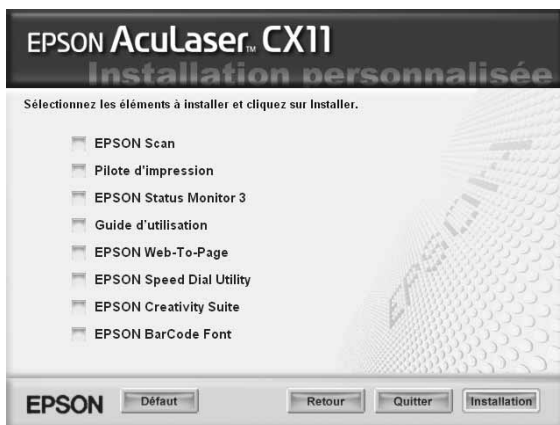 EPSON AcuLaser™ CX11
Installation personnalisée
Sélectionnez les éléments à installer et cliquez sur Installer.
EPSON Scan
Pilote d'impression
EPSON Status Monitor 3
Guide d'utilisation
EPSON Web-To-Page
EPSON Speed Dial Utility
EPSON Creativity Suite
EPSON BarCode Font
EPSON
EPSON
Défaut
Retour
Quitter
Installation